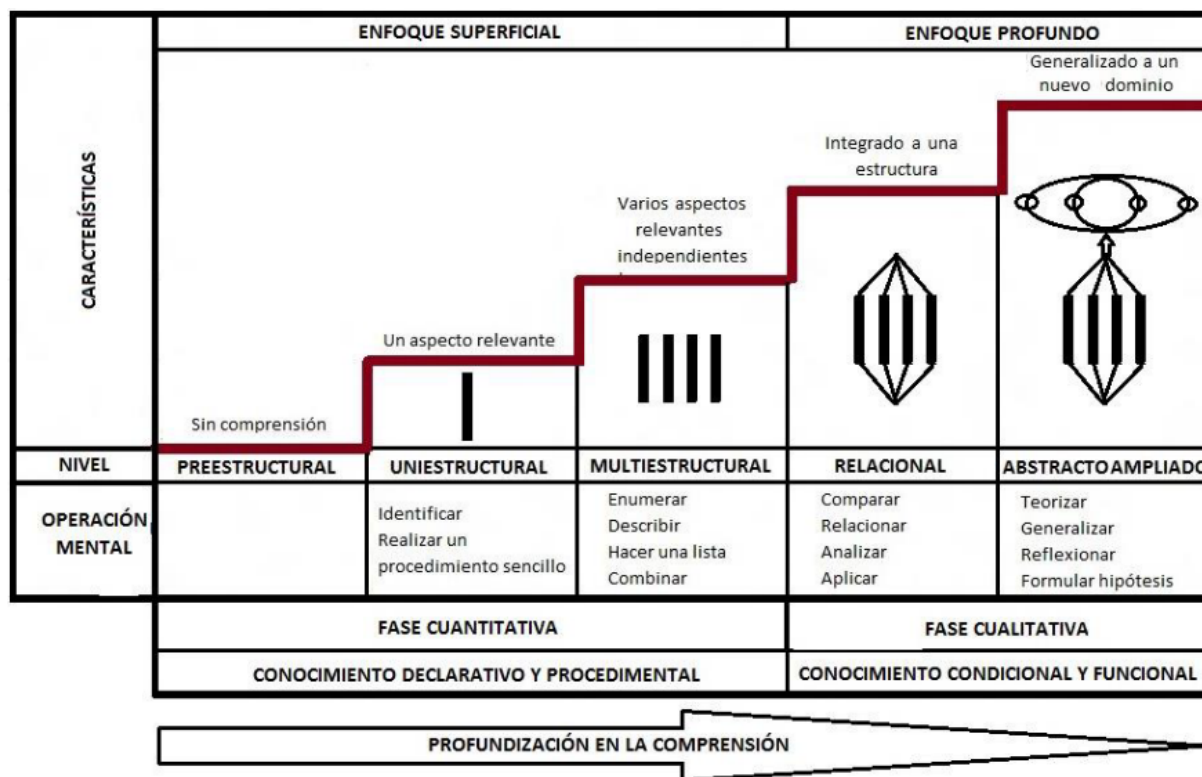 ENFOQUE SUPERFICIAL
ENFOQUE PROFUNDO
CARACTERÍSTICAS
Sin comprensión
Un aspecto relevante
Varios aspectos
relevantes
independientes
Integrado a una
estructura
Generalizado a un
nuevo dominio
NIVEL
PREESTRUCTURAL
UNIESTRUCTURAL
MULTIESTRUCTURAL
RELACIONAL
ABSTRACTO AMPLIADO
OPERACIÓN
MENTAL
Identificar
Realizar un
procedimiento sencillo
Enumerar
Describir
Hacer una lista
Combinar
Comparar
Relacionar
Analizar
Aplicar
Teorizar
Generalizar
Reflexionar
Formular hipótesis
FASE CUANTITATIVA
FASE CUALITATIVA
CONOCIMIENTO DECLARATIVO Y PROCEDIMENTAL
CONOCIMIENTO CONDICIONAL Y FUNCIONAL
PROFUNDIZACIÓN EN LA COMPRENSIÓN